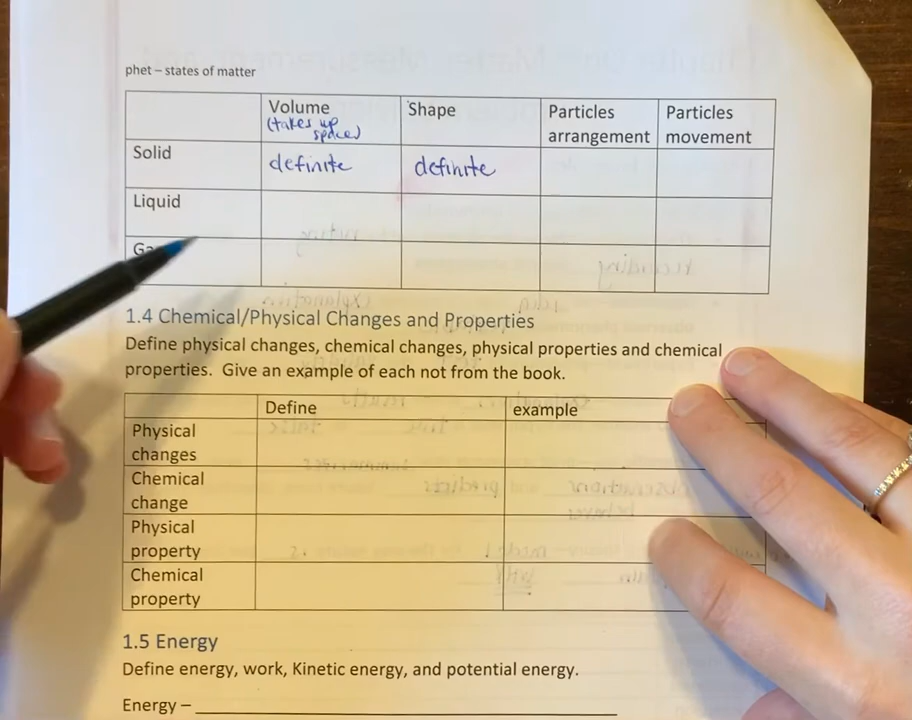 phet – states of matter
Volume Shape Particles arrangement Particles movement
(takes up space)
Solid definite definite
Liquid
Ga
1.4 Chemical/Physical Changes and Properties
Define physical changes, chemical changes, physical properties and chemical
properties. Give an example of each not from the book.
Define example
Physical
changes
Chemical
change
Physical
property
Chemical
property
1.5 Energy
Define energy, work, Kinetic energy, and potential energy.
Energy –